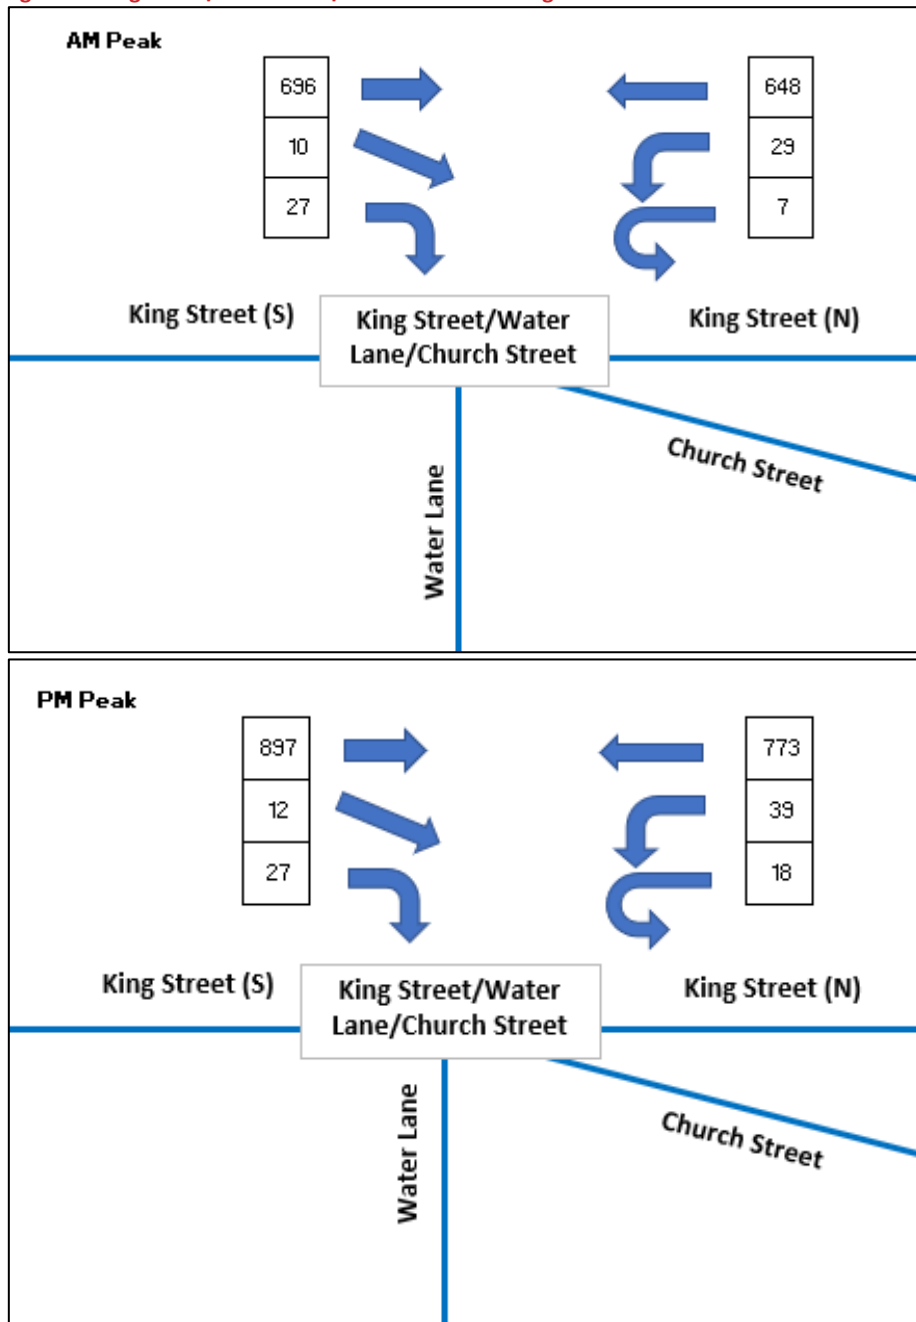 AM Peak
696
10
27
648
29
7
King Street (S)
King Street/Water
Lane/Church Street
King Street (N)
Church Street
Water Lane
PM Peak
897
12
27
773
39
18
King Street (S)
King Street/Water
Lane/Church Street
King Street (N)
Church Street
Water Lane